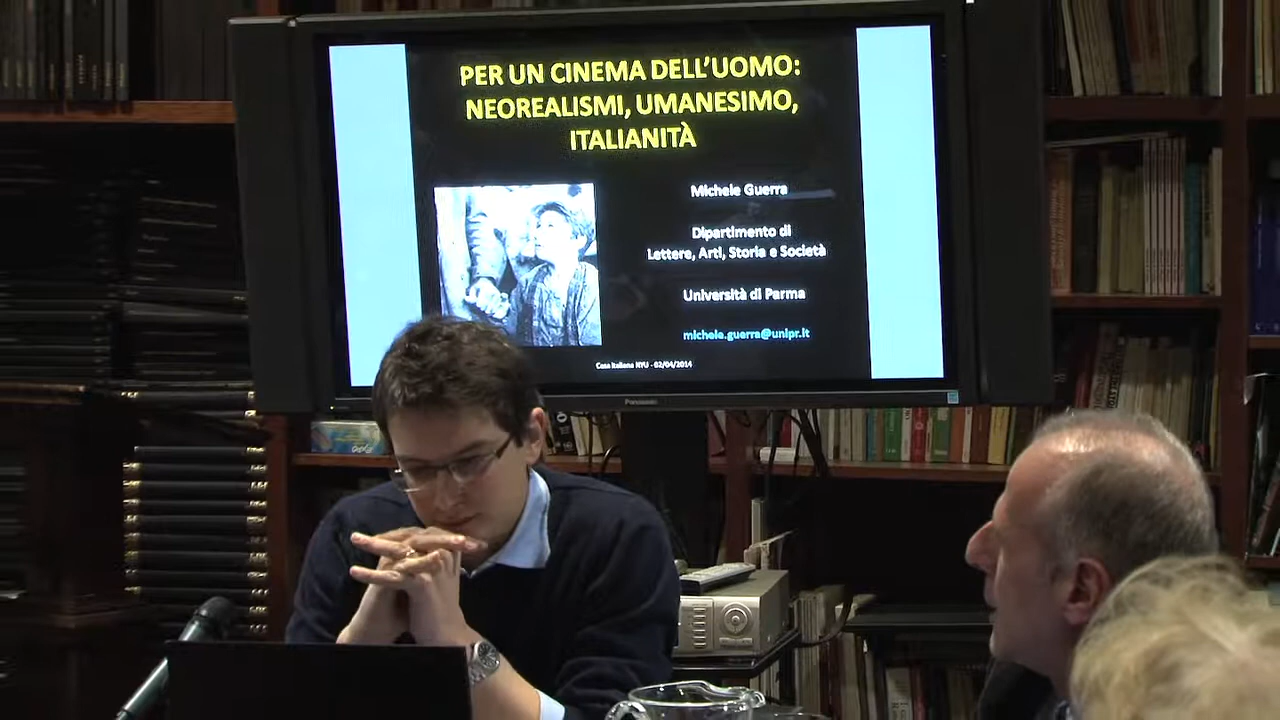 PER UN CINEMA DELL'UOMO:
NEOREALISMI, UMANESIMO,
ITALIANITÀ
Michele Guerra
Dipartimento di
Lettere, Arti, Storia e Società
Università di Parma
michele.guerra@unipr.it
Casa Italiana NYU - 02/04/2014
Panasonic